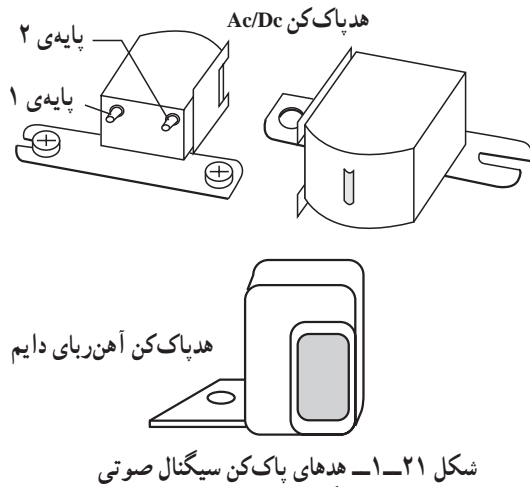 هدپاک‌کن Ac/Dc
پایه‌ی ۲
پایه‌ی ۱
هدپاک‌کن آهن‌ربای دایم
شکل ۲۱ــ۱ــ هدهای پاک‌کن سیگنال صوتی